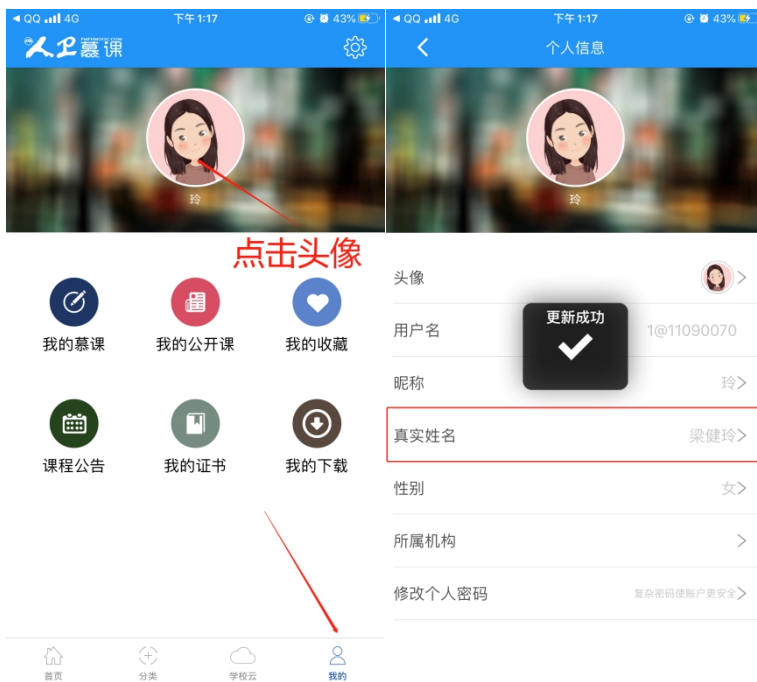 QQ 4G 下午1:17 43%
人卫慕课
玲
点击头像
我的慕课 我的公开课 我的收藏
课程公告 我的证书 我的下载
首页 分类 学校云 我的
QQ 4G 下午1:17 43%
个人信息
玲
头像
更新成功
用户名 1@11090070
昵称 玲
真实姓名 梁健玲
性别 女
所属机构
修改个人密码 复杂密码使账户更安全